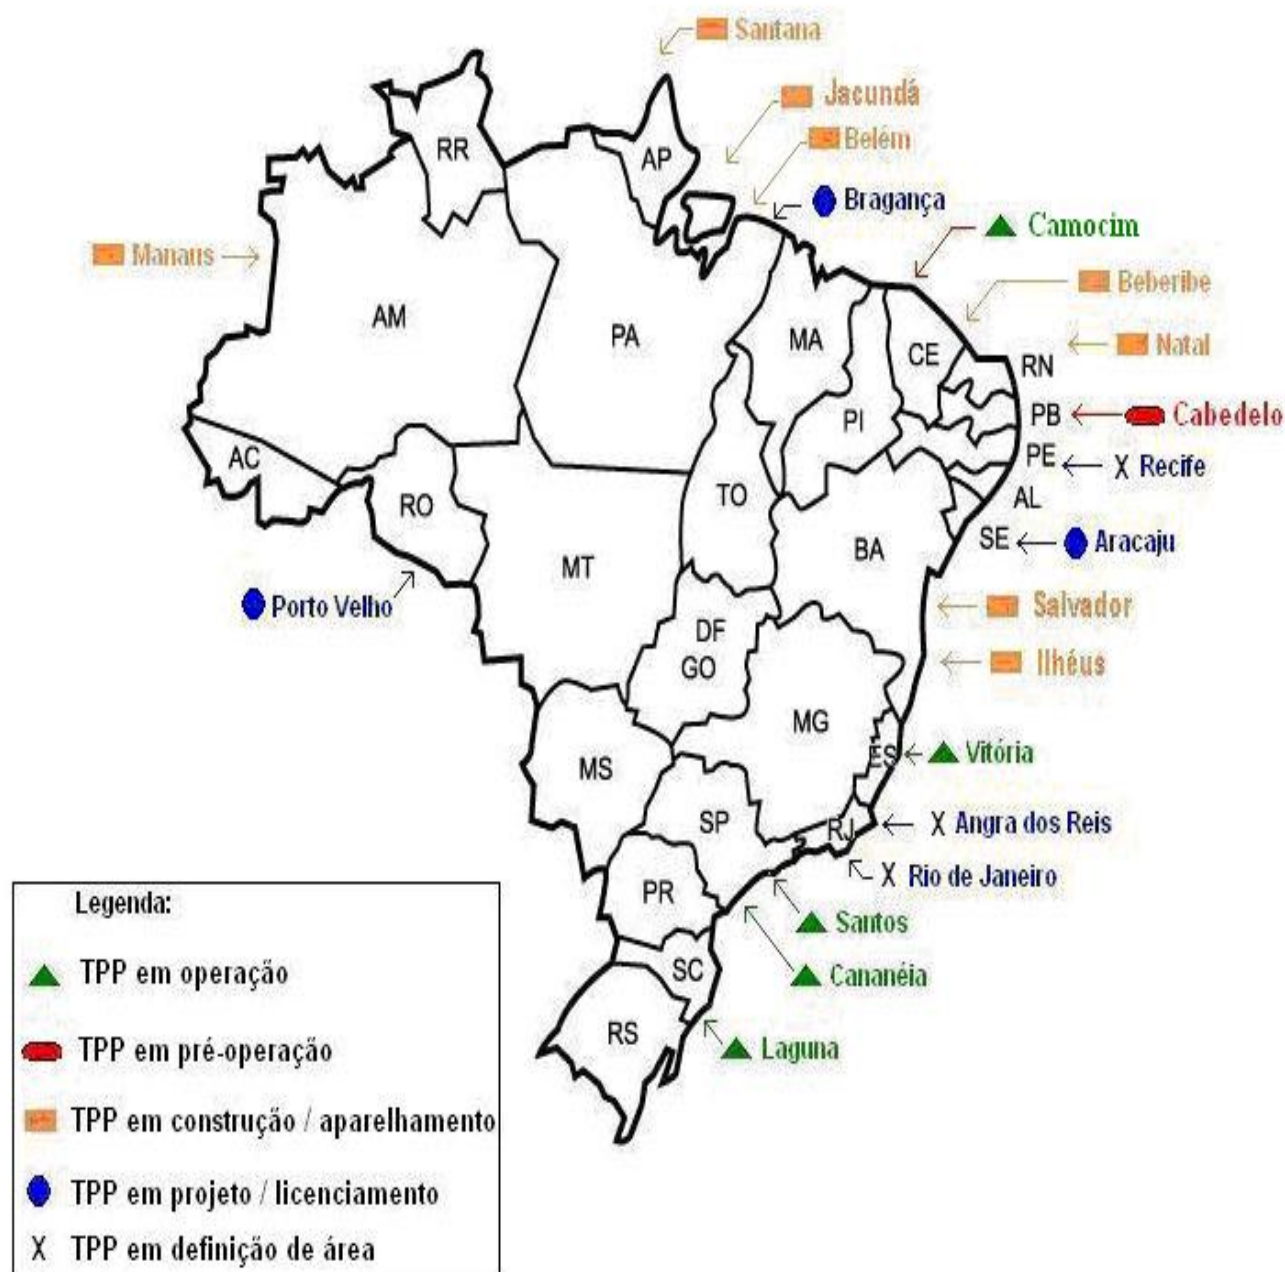 Santana
Jacundá
Belém
RR
AP
Bragança
Camocim
Manaus
Beberibe
AM
PA
MA
CE
Natal
RN
PI
PB
Cabedelo
AC
PE
X Recife
RO
TO
AL
BA
SE
Aracaju
MT
Porto Velho
Salvador
DF
GO
Ilhéus
MG
ES
Vitória
MS
SP
RJ
X Angra dos Reis
X Rio de Janeiro
PR
Santos
SC
Cananéia
RS
Laguna
Legenda:
TPP em operação
TPP em pré-operação
TPP em construção / aparelhamento
TPP em projeto / licenciamento
X TPP em definição de área